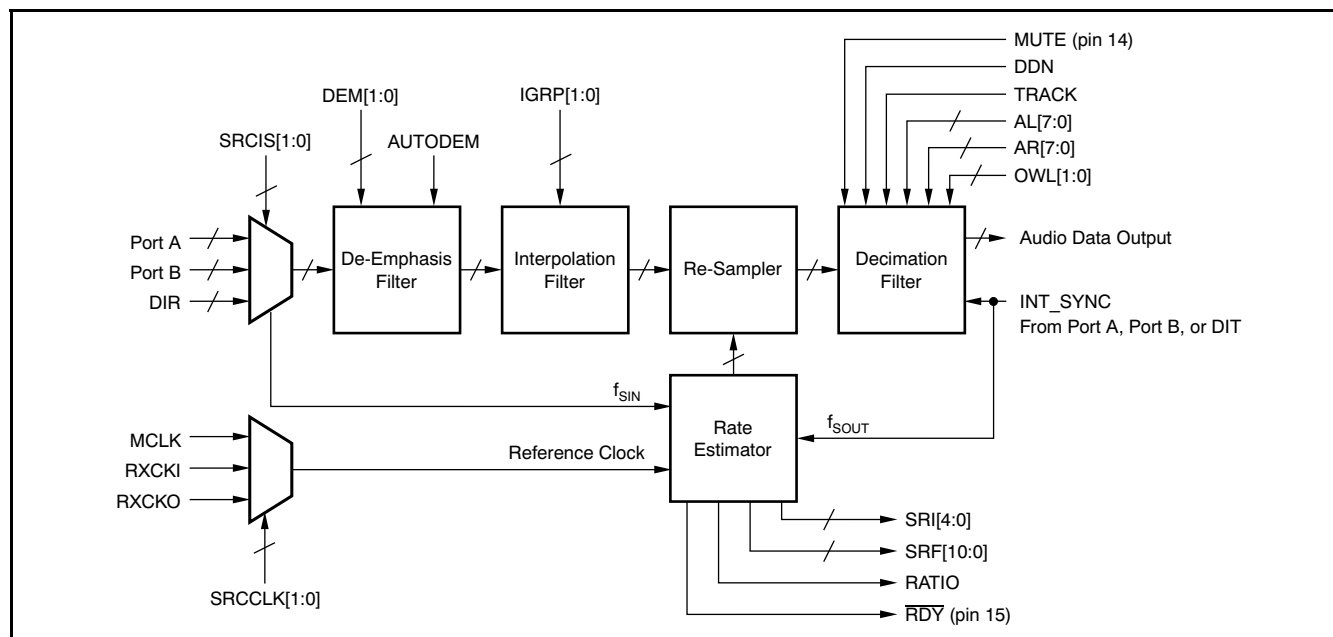 MUTE (pin 14)
DDN
TRACK
AL[7:0]
AR[7:0]
OWL[1:0]
DEM[1:0]
IGRP[1:0]
SRCIS[1:0]
AUTODEM
Port A
Port B
DIR
De-Emphasis
Filter
Interpolation
Filter
Re-Sampler
Decimation
Filter
Audio Data Output
INT_SYNC
From Port A, Port B, or DIT
fSIN
fSOUT
MCLK
RXCKI
RXCKO
Reference Clock
Rate
Estimator
SRCCLK[1:0]
SRI[4:0]
SRF[10:0]
RATIO
RDY (pin 15)